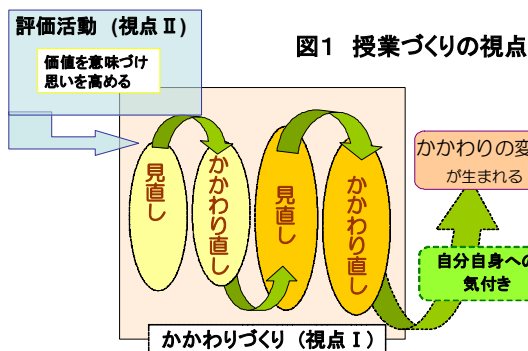 評価活動 (視点Ⅱ)
価値を意味づけ
思いを高める
図1 授業づくりの視点
見直し
かかわり直し
見直し
かかわり直し
かかわりの変
が生まれる
自分自身への
気付き
かかわりづくり (視点Ⅰ)